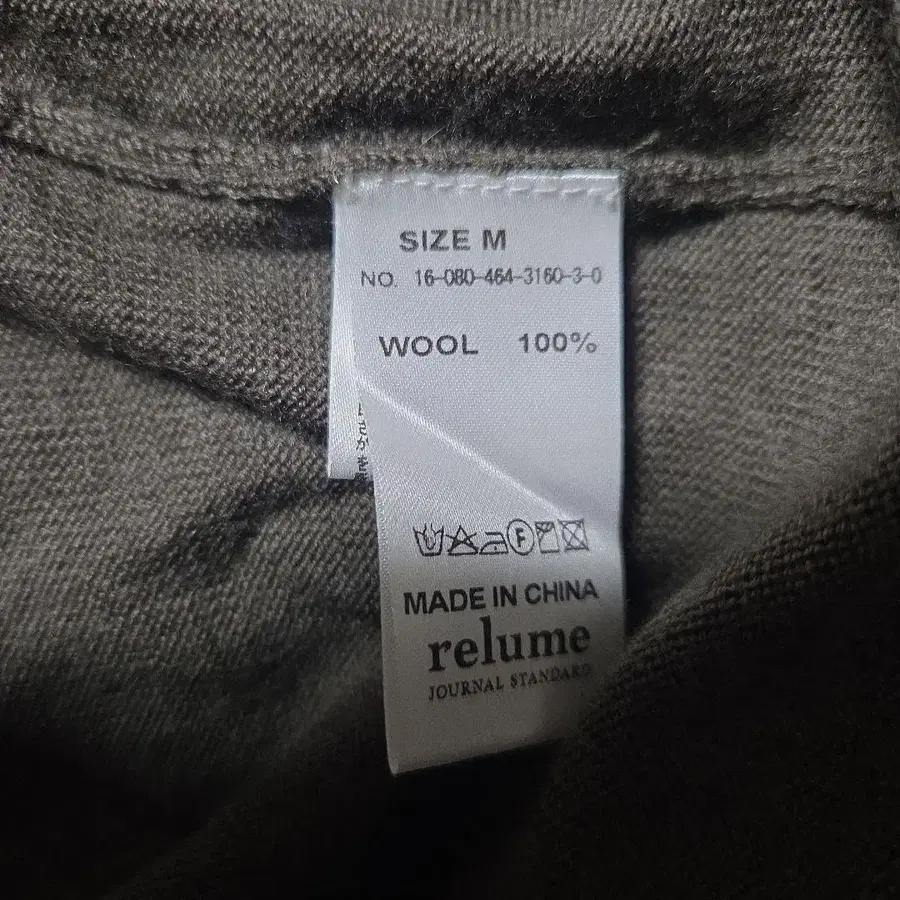 SIZE M
NO. 16-080-464-3160-3-0
WOOL 100%
F
MADE IN CHINA
relume
JOURNAL STANDARD